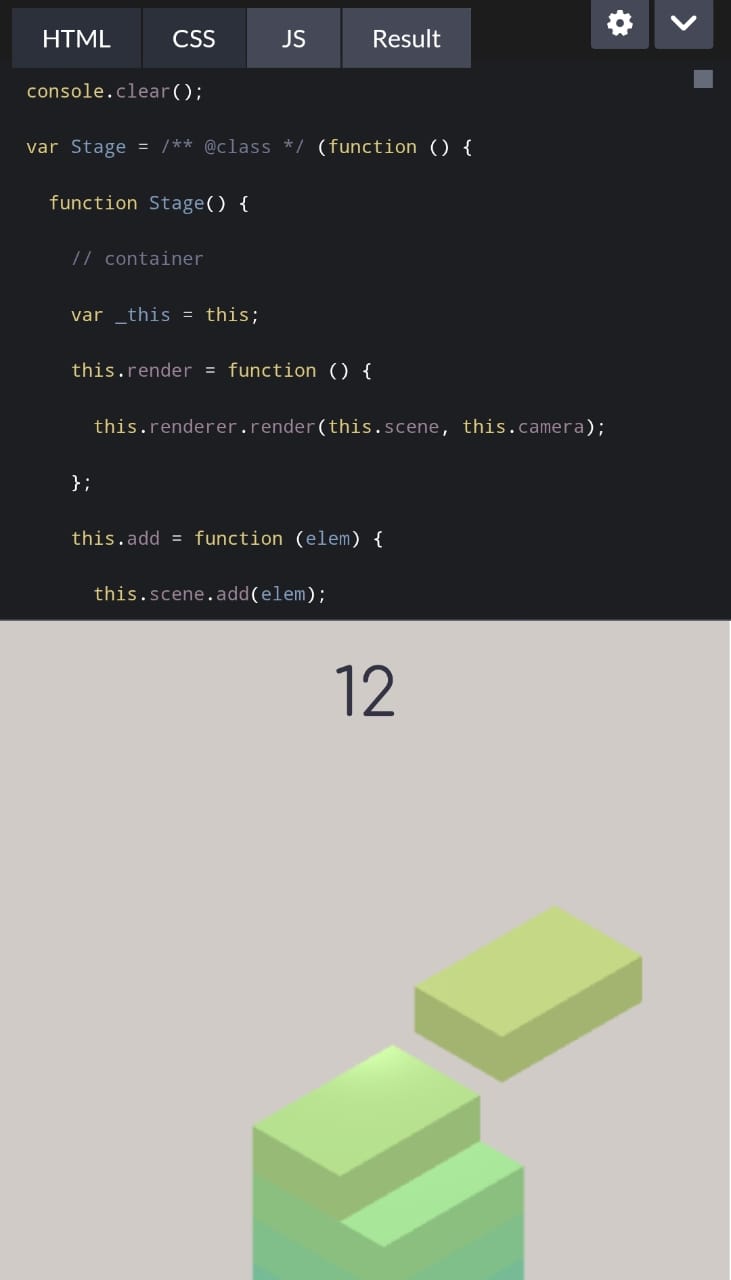 HTML CSS JS Result
console.clear();
var Stage = /** @class */ (function () {
function Stage() {
// container
var _this = this;
this.render = function () {
this.renderer.render(this.scene, this.camera);
};
this.add = function (elem) {
this.scene.add(elem);
12